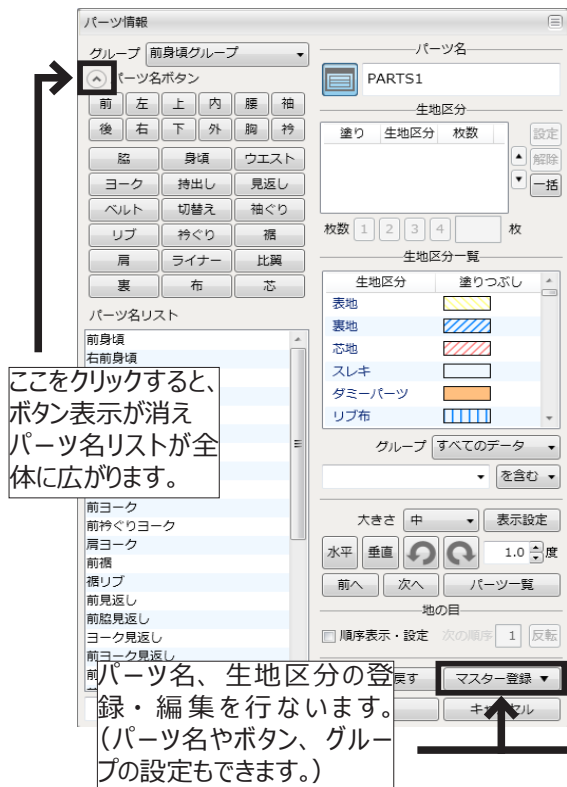 パーツ情報
グループ 前身頃グループ
パーツ名ボタン
前 左 上 内 腰 袖
後 右 下 外 胸 衿
脇 身頃 ウエスト
ヨーク 持出し 見返し
ベルト 切替え 袖ぐり
リブ 衿ぐり 裾
肩 ライナー 比翼
裏 布 芯
パーツ名リスト
前身頃
右前身頃
ここをクリックすると、
ボタン表示が消え
パーツ名リストが全
体に広がります。
前ヨーク
前衿ぐりヨーク
肩ヨーク
前裾
裾リブ
前見返し
前脇見返し
ヨーク見返し
前ヨーク見返し
パーツ名
PARTS1
生地区分
塗り 生地区分 枚数
設定
解除
一括
枚数 1 2 3 4 枚
生地区分一覧
生地区分 塗りつぶし
表地
裏地
芯地
スレキ
ダミーパーツ
リブ布
グループ すべてのデータ
を含む
大きさ 中 表示設定
水平 垂直 1.0 度
前へ 次へ パーツ一覧
地の目
順序表示・設定 次の順序 1 反転
戻す マスター登録 ▼
パーツ名、生地区分の登
録・編集を行ないます。
(パーツ名やボタン、グルー
プの設定もできます。)